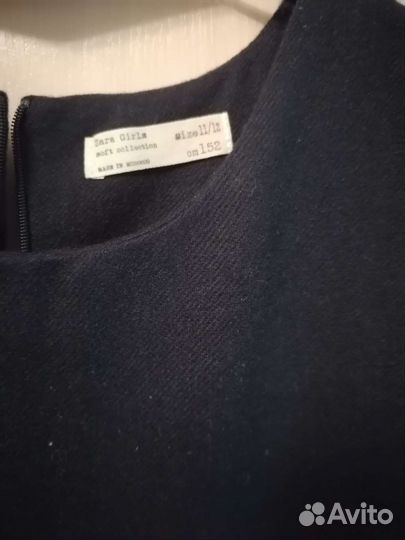 Zara Girls size11/12
soft collection cm152
MADE IN MOROCCO
Avito